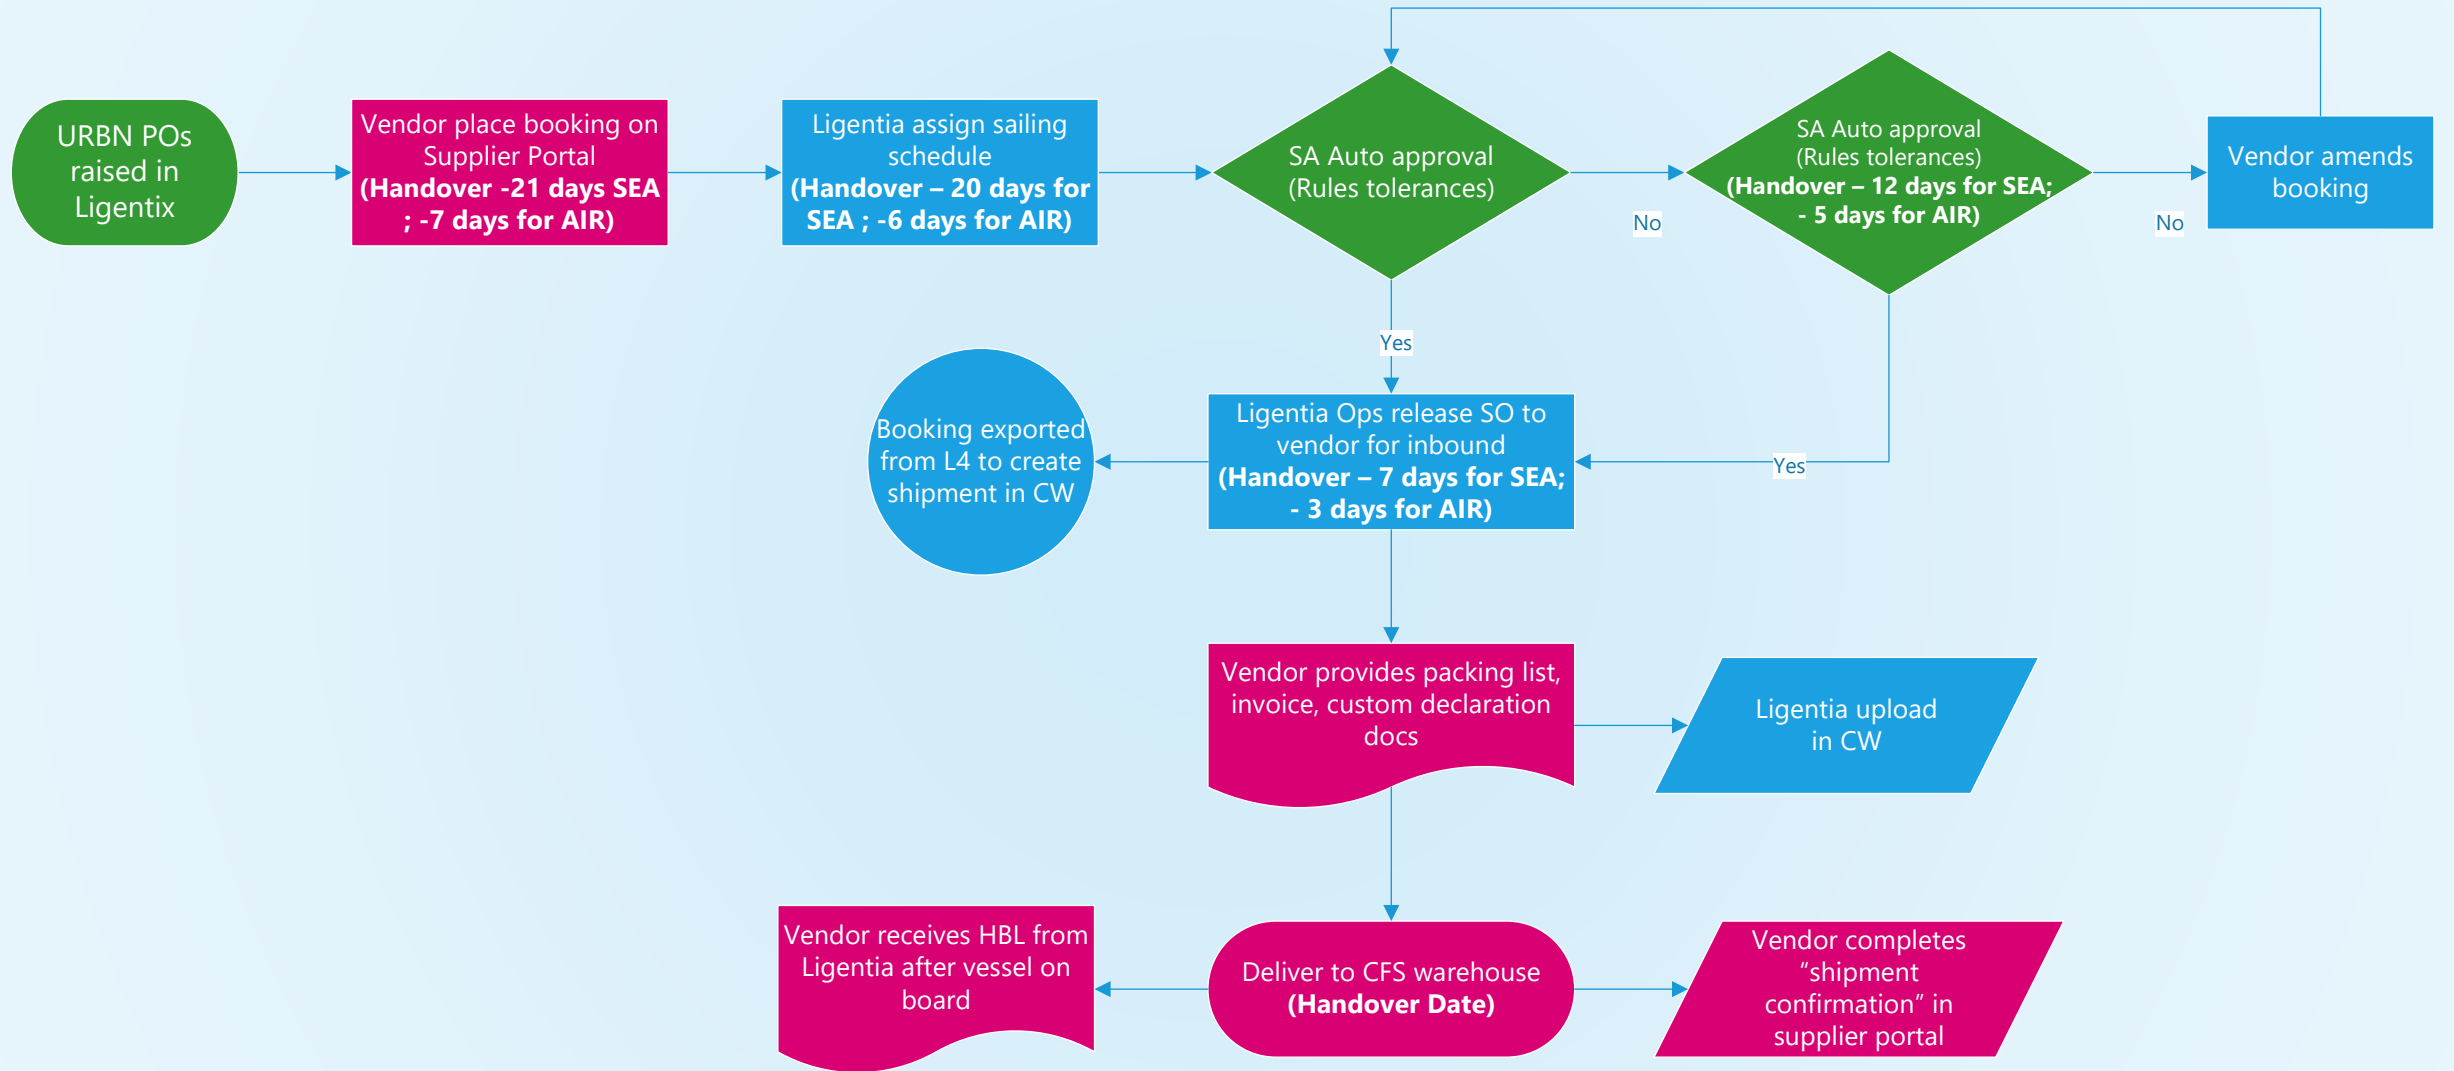 URBN POs
raised in
Ligentix
Vendor place booking on
Supplier Portal
(Handover -21 days SEA
; -7 days for AIR)
Ligentia assign sailing
schedule
(Handover – 20 days for
SEA ; -6 days for AIR)
SA Auto approval
(Rules tolerances)
No
SA Auto approval
(Rules tolerances)
(Handover – 12 days for SEA;
- 5 days for AIR)
No
Vendor amends
booking
Yes
Yes
Booking exported
from L4 to create
shipment in CW
Ligentia Ops release SO to
vendor for inbound
(Handover – 7 days for SEA;
- 3 days for AIR)
Vendor provides packing list,
invoice, custom declaration
docs
Ligentia upload
in CW
Vendor receives HBL from
Ligentia after vessel on
board
Deliver to CFS warehouse
(Handover Date)
Vendor completes
“shipment
confirmation” in
supplier portal